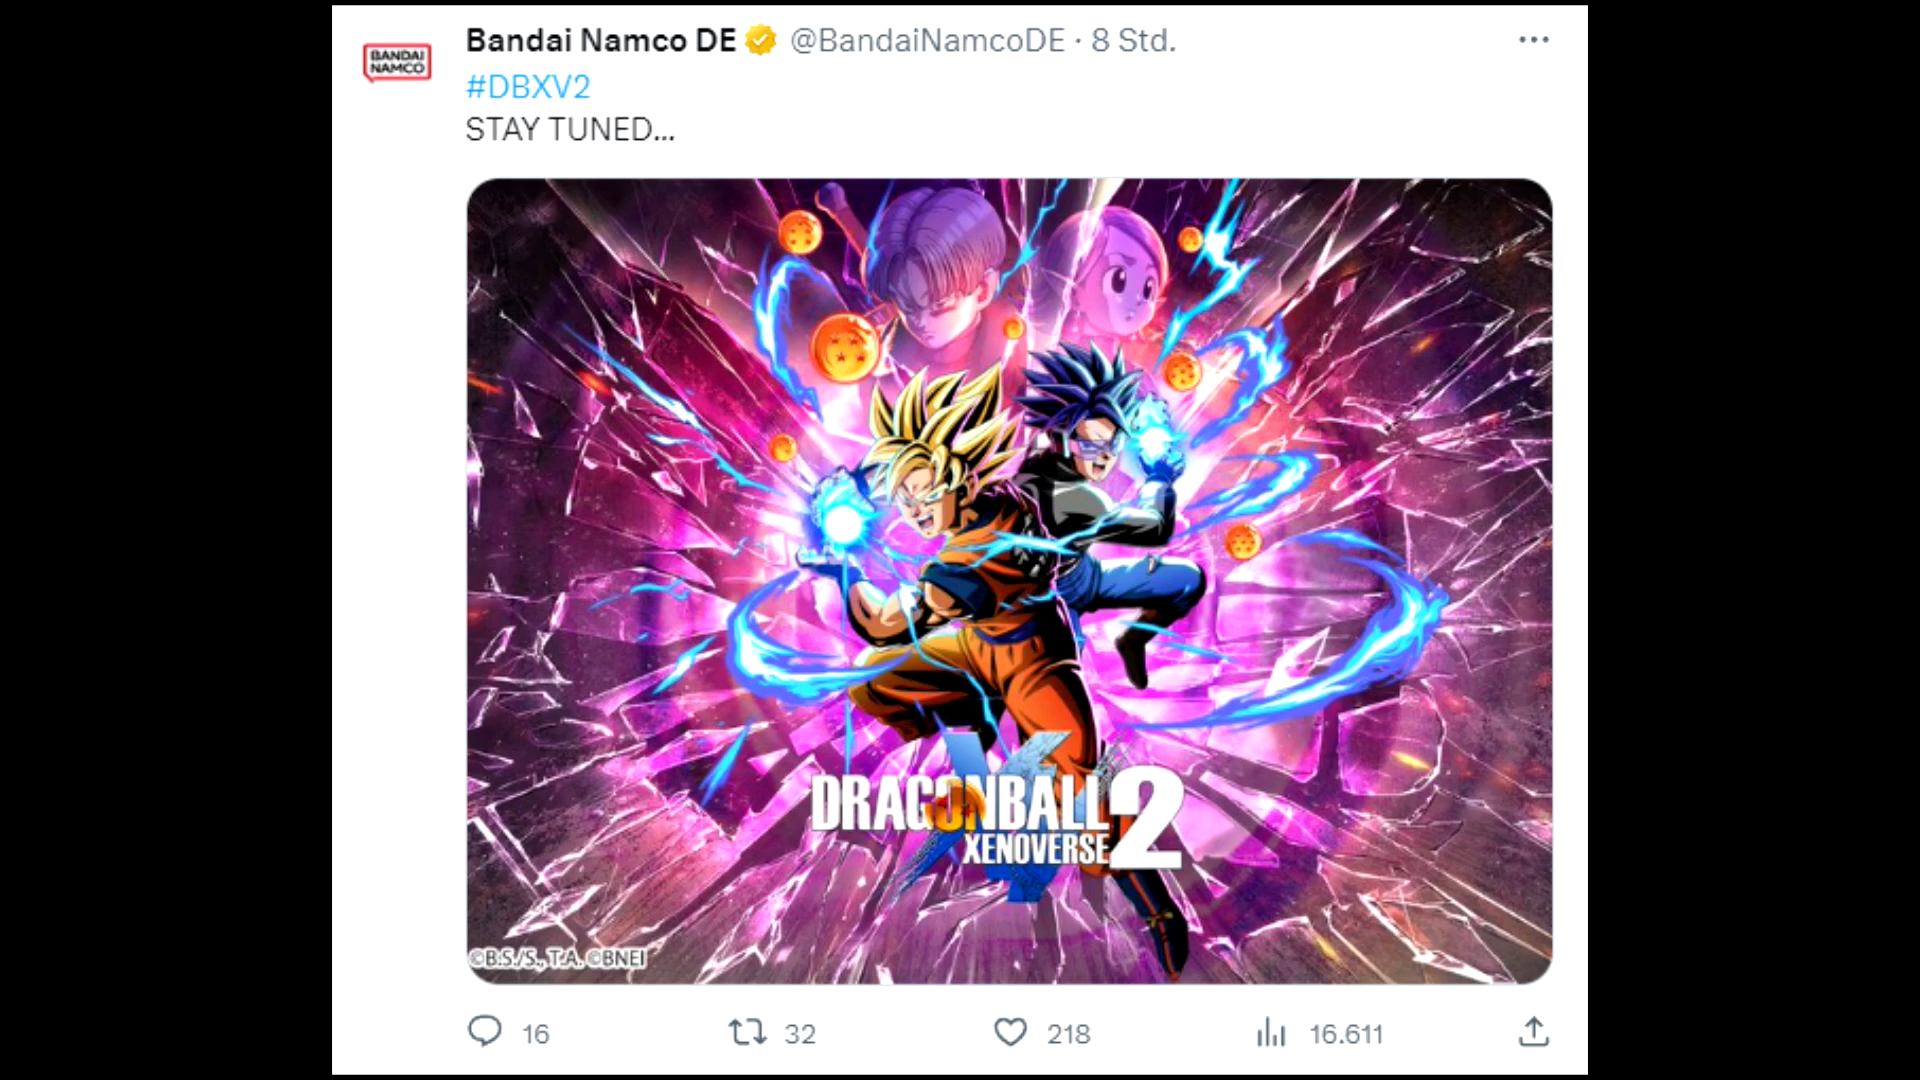 BANDAI
NAMCO
Bandai Namco DE @BandaiNamcoDE · 8 Std.
#DBXV2
STAY TUNED...
DRAGONBALL
XENOVERSE 2
©B.S./S., T.A. ©BNEI
16 32 218 16.611